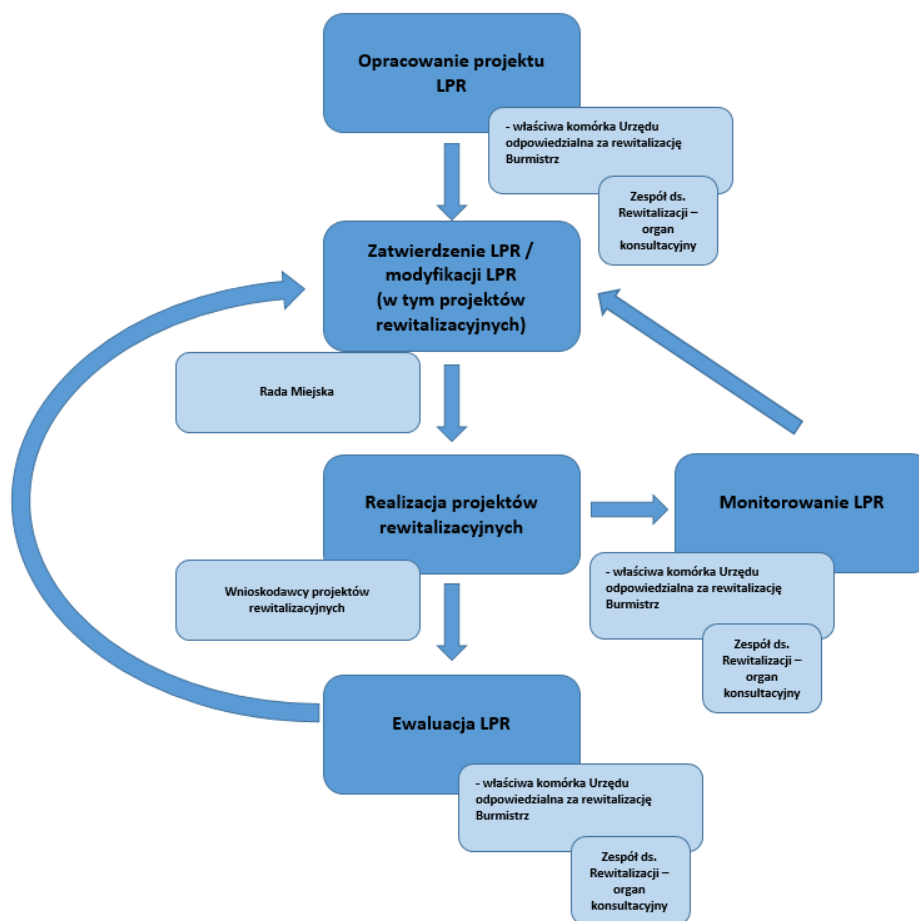 Opracowanie projektu
LPR
- właściwa komórka Urzędu
odpowiedzialna za rewitalizację
Burmistrz
Zespół ds.
Rewitalizacji –
organ
konsultacyjny
Zatwierdzenie LPR /
modyfikacji LPR
(w tym projektów
rewitalizacyjnych)
Rada Miejska
Realizacja projektów
rewitalizacyjnych
Monitorowanie LPR
Wnioskodawcy projektów
rewitalizacyjnych
- właściwa komórka Urzędu
odpowiedzialna za rewitalizację
Burmistrz
Zespół ds.
Rewitalizacji –
organ
konsultacyjny
Ewaluacja LPR
- właściwa komórka Urzędu
odpowiedzialna za rewitalizację
Burmistrz
Zespół ds.
Rewitalizacji –
organ
konsultacyjny